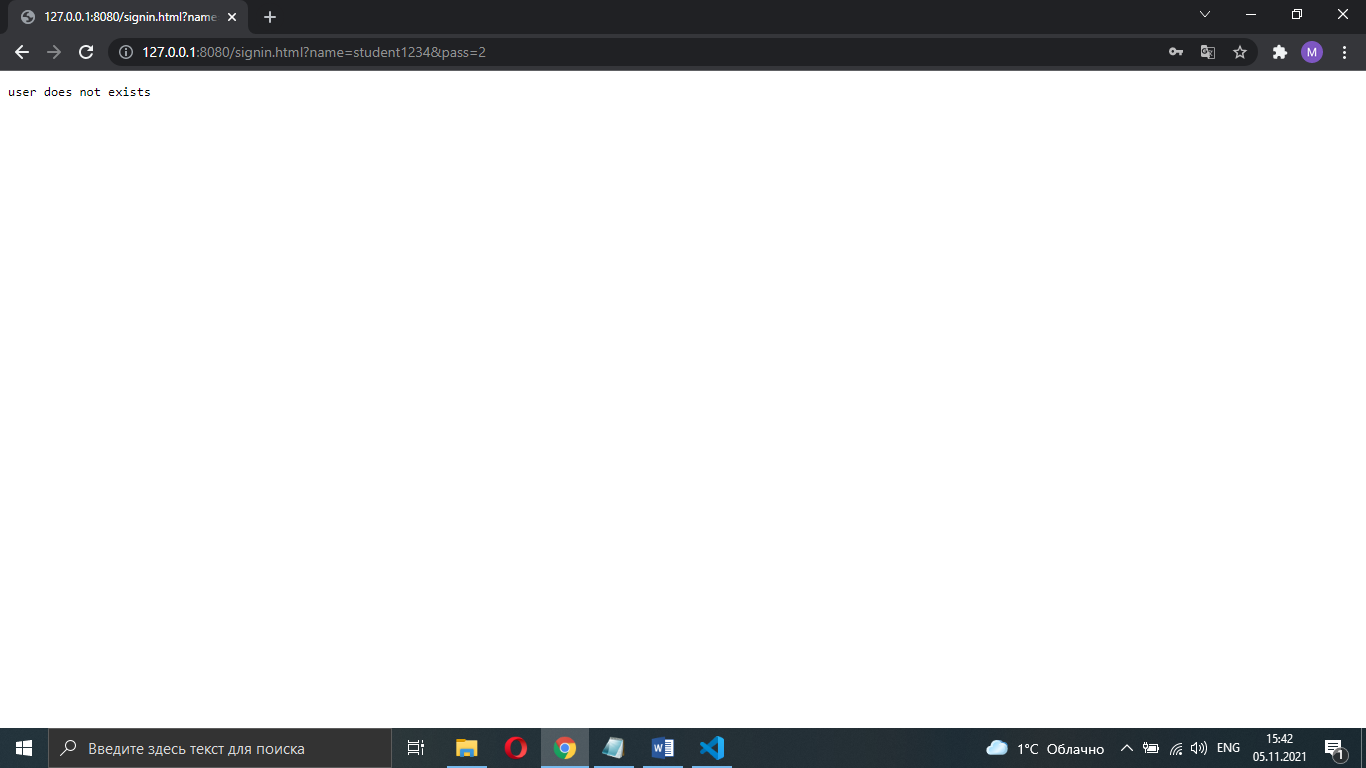 127.0.0.1:8080/signin.html?name
127.0.0.1:8080/signin.html?name=student1234&pass=2
M
user does not exists
Введите здесь текст для поиска
1°C Облачно
ENG
15:42
05.11.2021
1